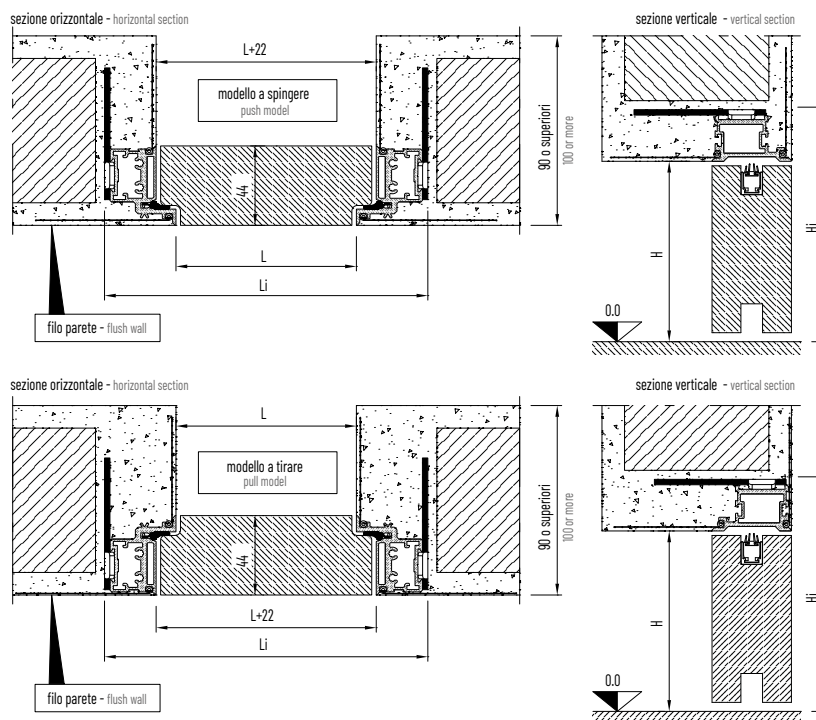 sezione orizzontale - horizontal section
sezione verticale - vertical section
L+22
modello a spingere
push model
90 o superiori
100 or more
44
L
Li
filo parete - flush wall
H
Hi
0.0
sezione orizzontale - horizontal section
sezione verticale - vertical section
L
modello a tirare
pull model
90 o superiori
100 or more
44
L+22
Li
filo parete - flush wall
H
Hi
0.0